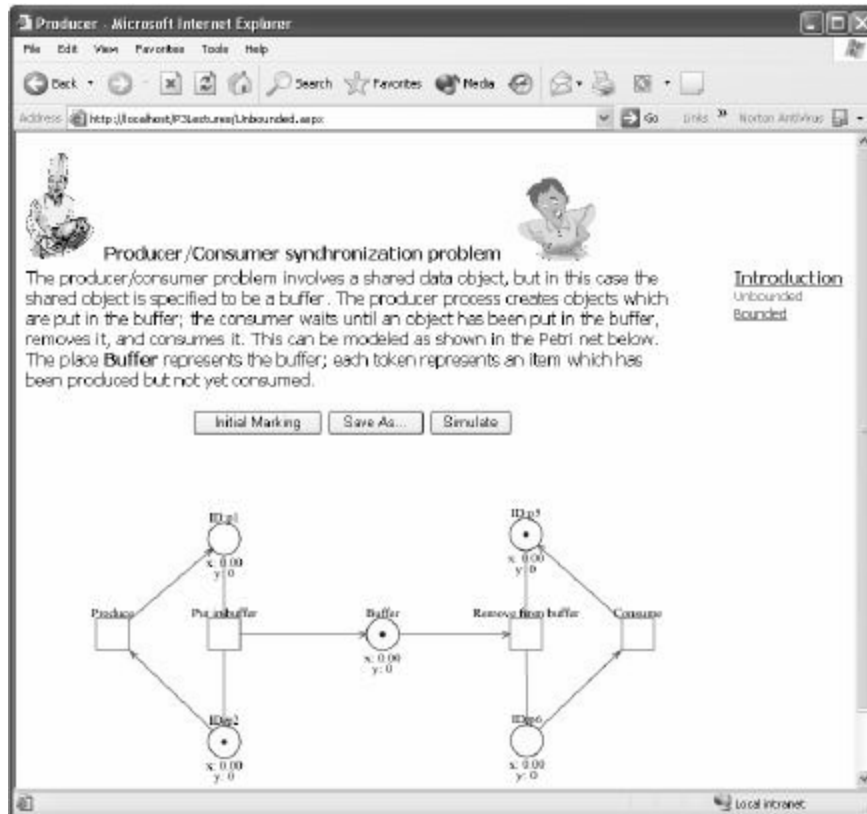 Producer - Microsoft Internet Explorer
File Edit View Favorites Tools Help
Back Search Favorites Media
Address http://localhost/P3Lectures/Unbounded.aspx Go Links » Norton AntiVirus
Producer/Consumer synchronization problem
The producer/consumer problem involves a shared data object, but in this case the
shared object is specified to be a buffer. The producer process creates objects which
are put in the buffer; the consumer waits until an object has been put in the buffer,
removes it, and consumes it. This can be modeled as shown in the Petri net below.
The place Buffer represents the buffer; each token represents an item which has
been produced but not yet consumed.
Introduction
Unbounded
Bounded
Initial Marking Save As... Simulate
ID:p1
x: 0.00
y: 0
ID:p5
x: 0.00
y: 0
Produce Put in buffer Buffer Remove from buffer Consume
x: 0.00
y: 0
ID:p2
x: 0.00
y: 0
ID:p6
x: 0.00
y: 0
Local intranet